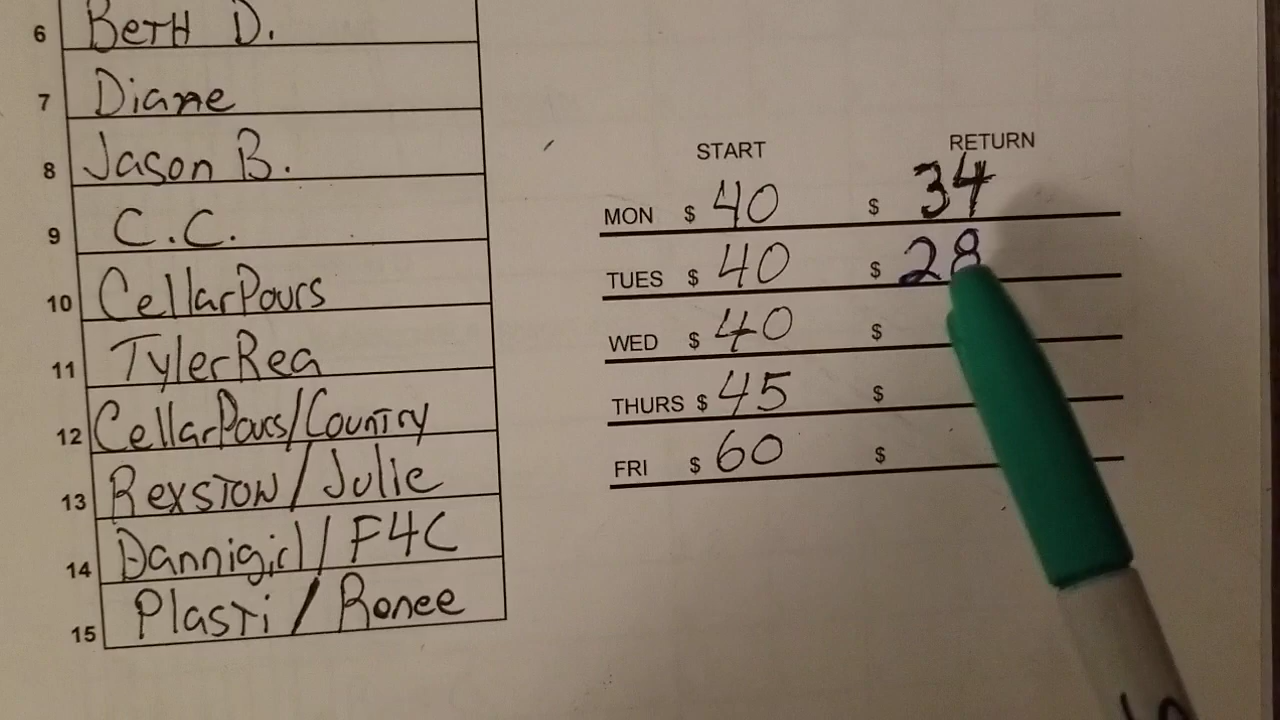 6 BeTH D.
7 Diane
8 Jason B.
9 C.C.
10 CellarPours
11 TylerRea
12 CellarPours/CounTry
13 RexsTon/Julie
14 Dannigirl/F4C
15 PlasTi/Renee
START RETURN
MON $ 40 $ 34
TUES $ 40 $ 28
WED $ 40 $
THURS $ 45 $
FRI $ 60 $